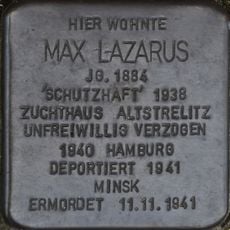 HIER WOHNTE
MAX LAZARUS
JG. 1884
'SCHUTZHAFT' 1938
ZUCHTHAUS ALTSTRELITZ
UNFREIWILLIG VERZOGEN
1940 HAMBURG
DEPORTIERT 1941
MINSK
ERMORDET 11.11.1941